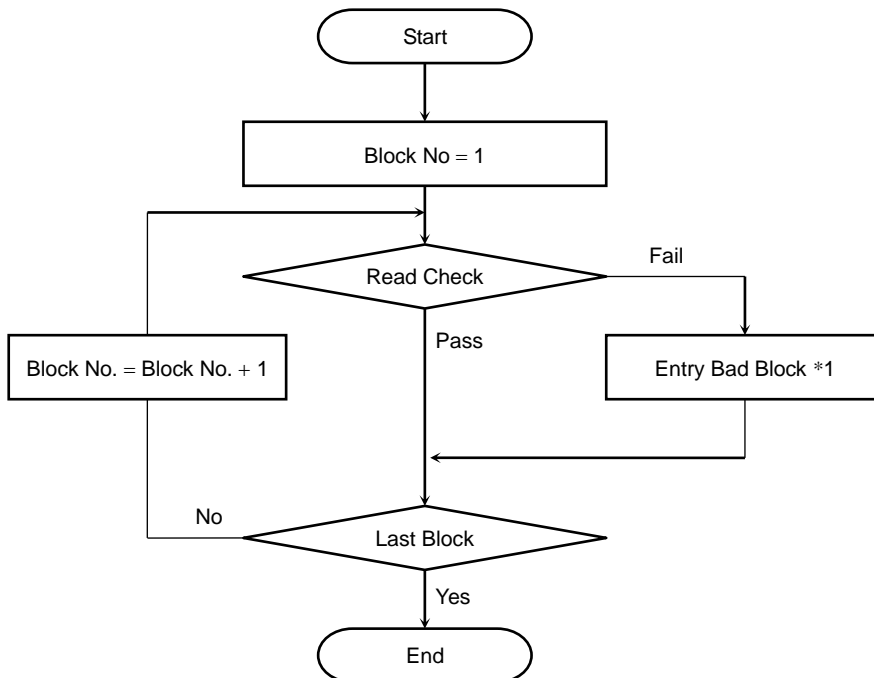 Start
Block No = 1
Read Check
Fail
Pass
Block No. = Block No. + 1
Entry Bad Block *1
No
Last Block
Yes
End